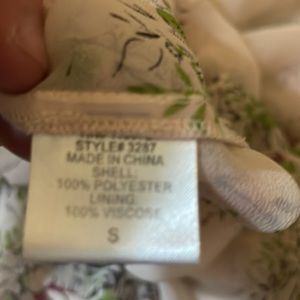 STYLE# 3287
MADE IN CHINA
SHELL:
100% POLYESTER
LINING:
100% VISCOSE
S